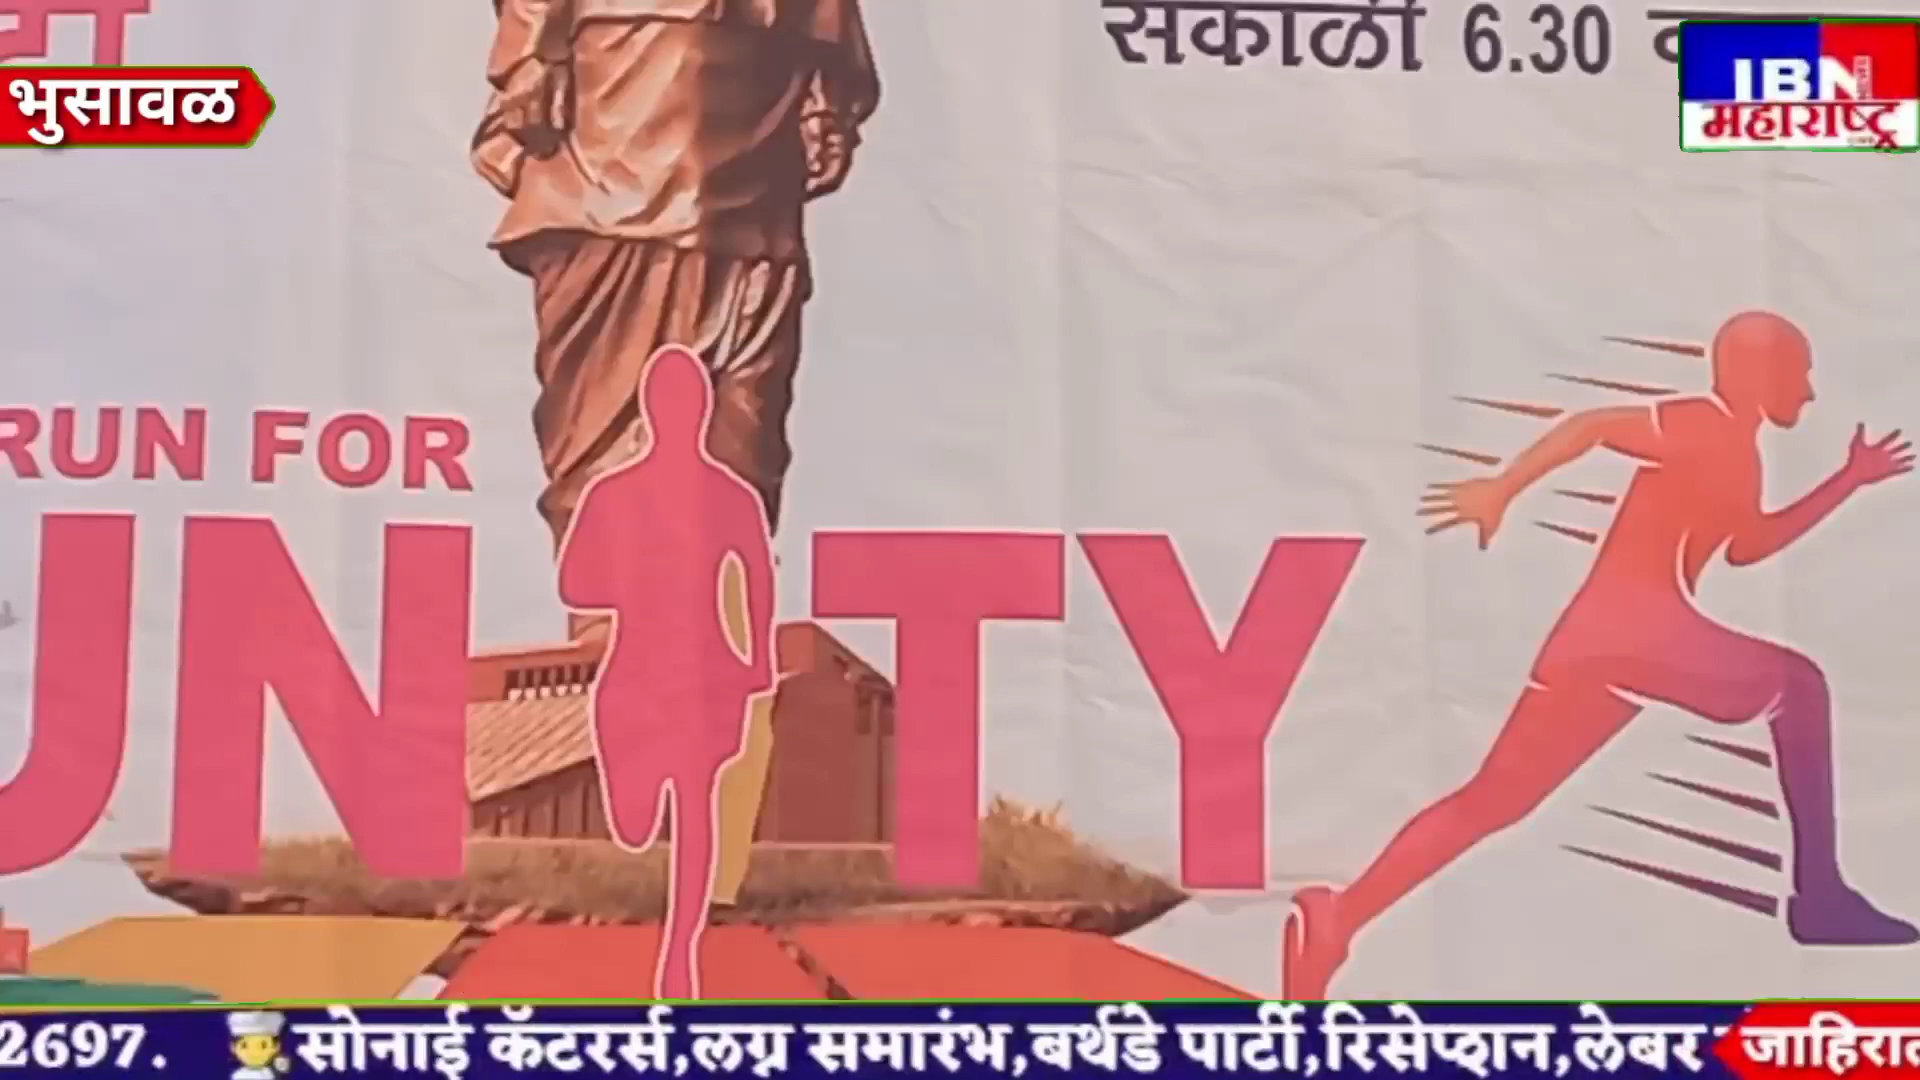 सकाळी 6.30
भुसावळ
IBN
महाराष्ट्र
RUN FOR
UNITY
2697. सोनाई कॅटरर्स,लग्न समारंभ,बर्थडे पार्टी,रिसेप्शन,लेबर
जाहिरात